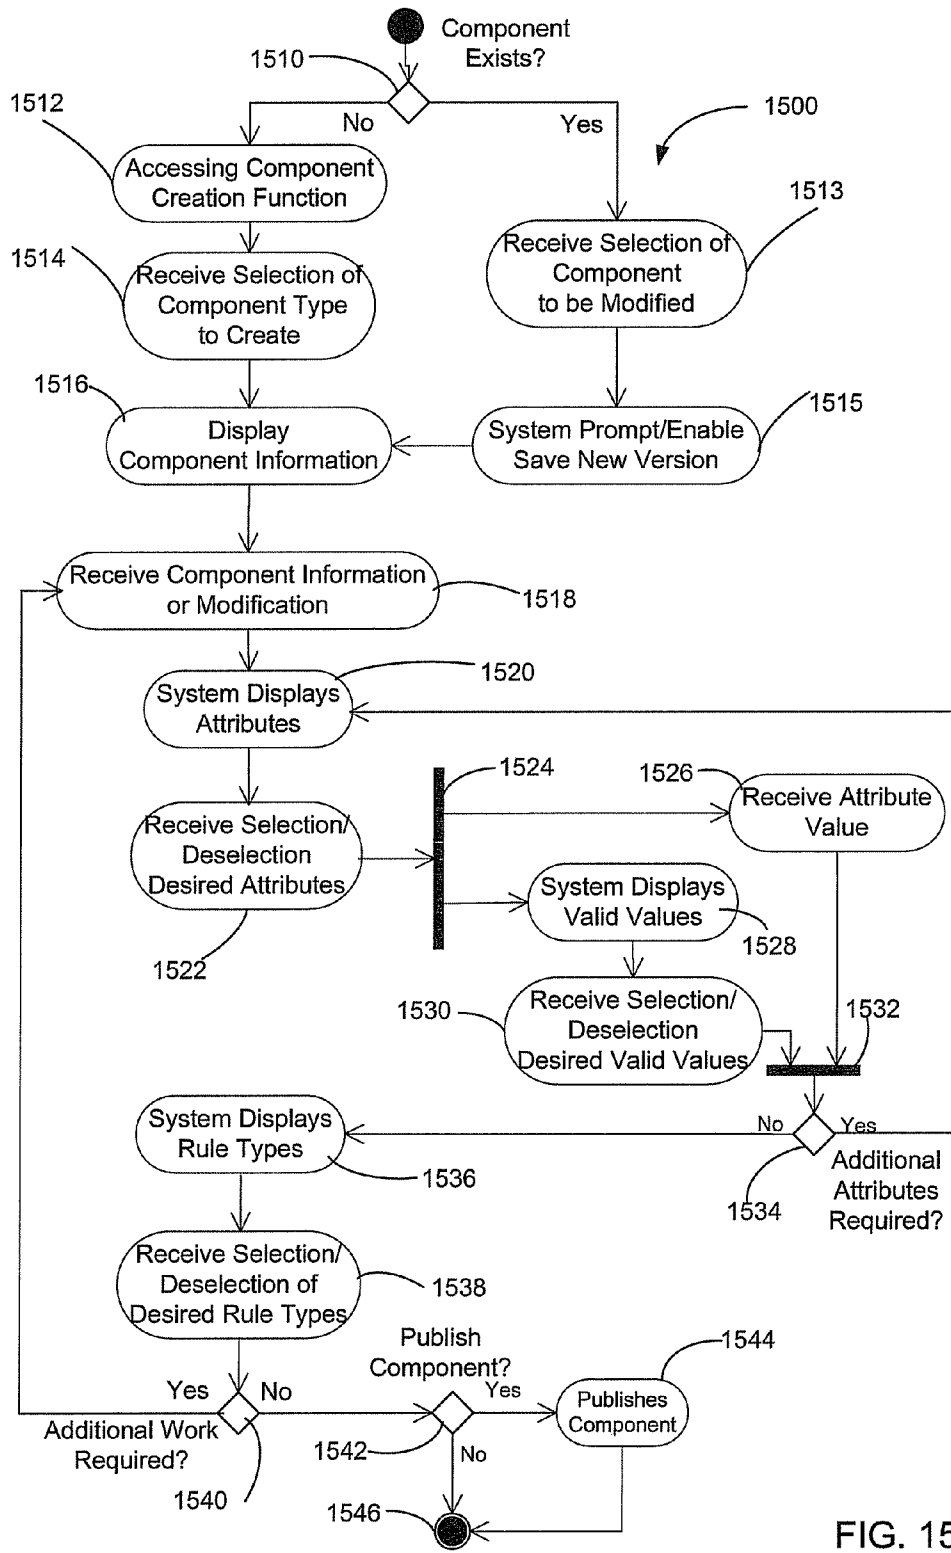 Component
Exists?
1510
1512
No
Yes
1500
Accessing Component
Creation Function
1513
1514
Receive Selection of
Component Type
to Create
Receive Selection of
Component
to be Modified
1516
1515
Display
Component Information
System Prompt/Enable
Save New Version
Receive Component Information
or Modification
1518
1520
System Displays
Attributes
1524
1526
Receive Attribute
Value
Receive Selection/
Deselection
Desired Attributes
System Displays
Valid Values
1528
1522
1530
Receive Selection/
Deselection
Desired Valid Values
1532
System Displays
Rule Types
No
Yes
1536
1534
Additional
Attributes
Required?
Receive Selection/
Deselection of
Desired Rule Types
1538
Publish
Component?
1544
Yes
No
Yes
Publishes
Component
Additional Work
Required?
1542
No
1540
1546
FIG. 15